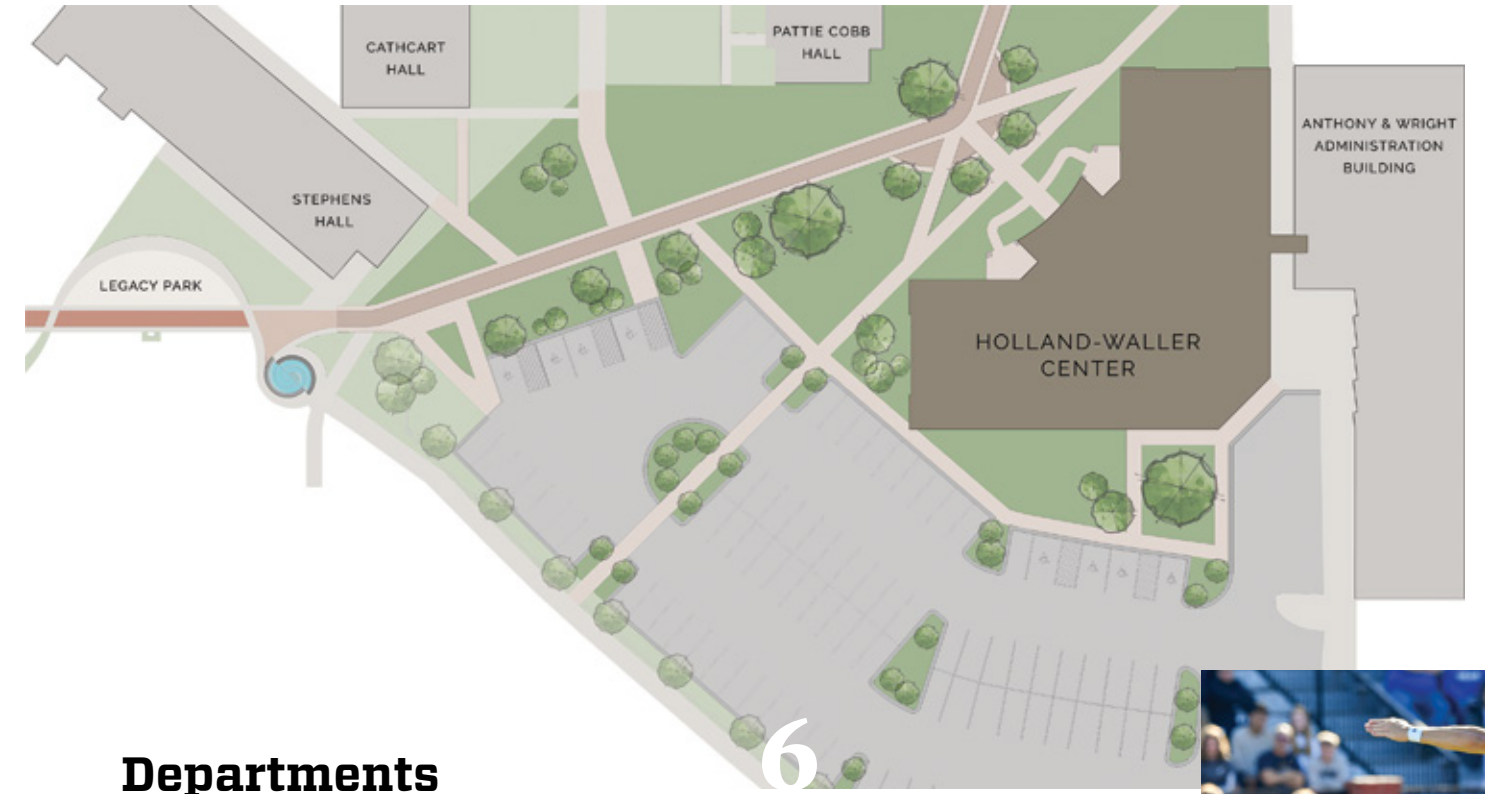 CATHCART
HALL
PATTIE COBB
HALL
ANTHONY & WRIGHT
ADMINISTRATION
BUILDING
STEPHENS
HALL
LEGACY PARK
HOLLAND-WALLER
CENTER
6
Departments